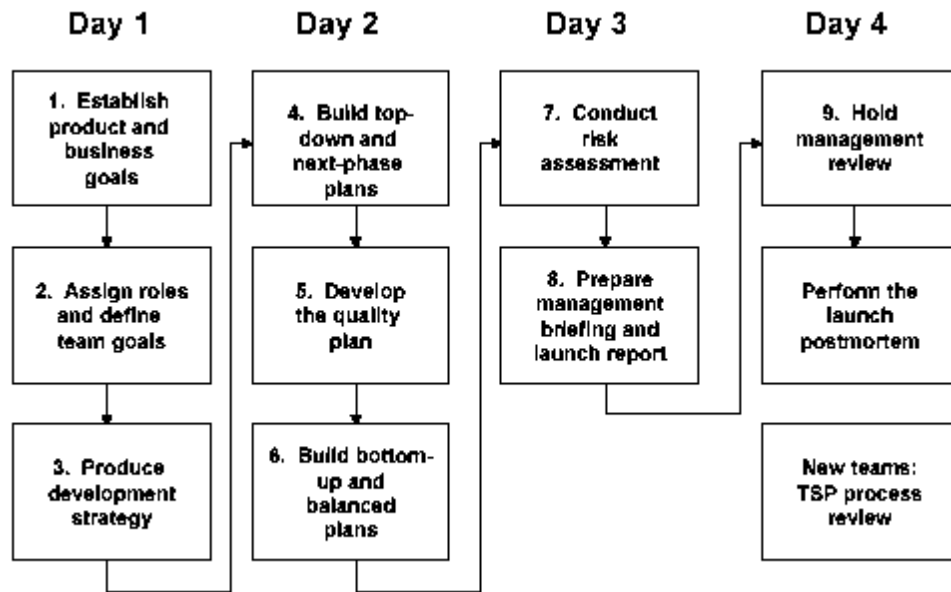 Day 1
1. Establish
product and
business
goals
2. Assign roles
and define
team goals
3. Produce
development
strategy
Day 2
4. Build top-
down and
next-phase
plans
5. Develop
the quality
plan
6. Build bottom-
up and
balanced
plans
Day 3
7. Conduct
risk
assessment
8. Prepare
management
briefing and
launch report
Day 4
9. Hold
management
review
Perform the
launch
postmortem
New teams:
TSP process
review